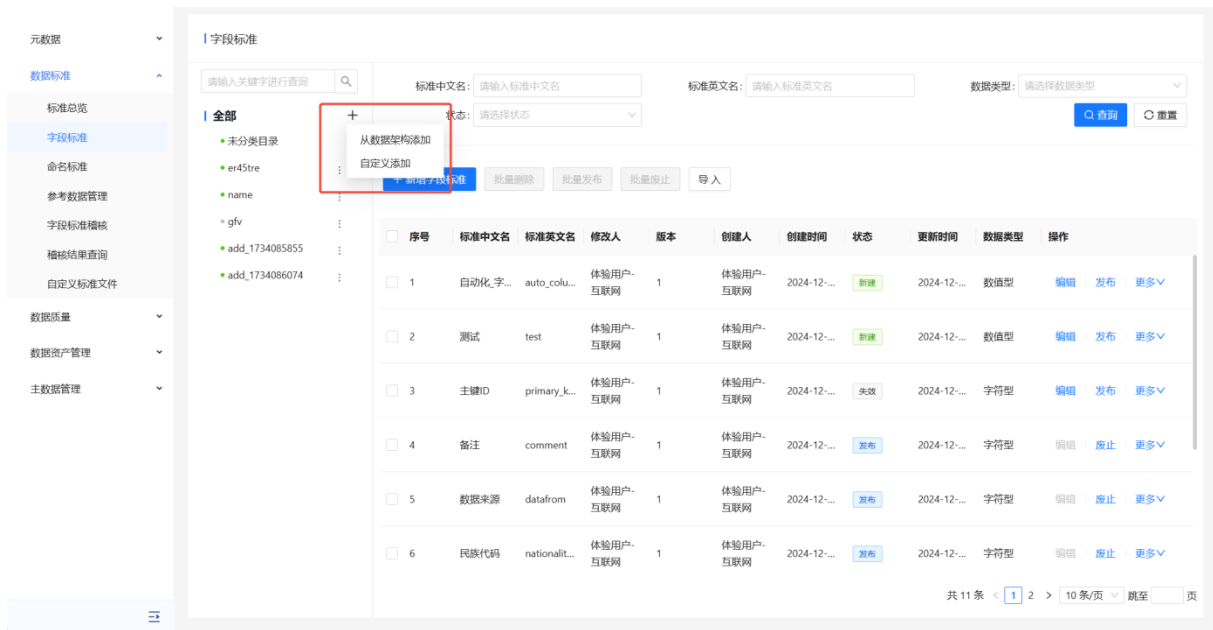 元数据
数据标准
标准总览
字段标准
命名标准
参考数据管理
字段标准稽核
稽核结果查询
自定义标准文件
数据质量
数据资产管理
主数据管理
字段标准
请输入关键字进行查询
全部
未分类目录
er45tre
name
gfv
add_1734085855
add_1734086074
从数据架构添加
自定义添加
标准中文名: 请输入标准中文名 标准英文名: 请输入标准英文名 数据类型: 请选择数据类型
状态: 请选择状态 查询 重置
+ 新增字段标准 批量删除 批量发布 批量废止 导入
序号 标准中文名 标准英文名 修改人 版本 创建人 创建时间 状态 更新时间 数据类型 操作
1 自动化_字... auto_colu... 体验用户-互联网 1 体验用户-互联网 2024-12-... 新建 2024-12-... 数值型 编辑 发布 更多
2 测试 test 体验用户-互联网 1 体验用户-互联网 2024-12-... 新建 2024-12-... 数值型 编辑 发布 更多
3 主键ID primary_k... 体验用户-互联网 1 体验用户-互联网 2024-12-... 失效 2024-12-... 字符型 编辑 发布 更多
4 备注 comment 体验用户-互联网 1 体验用户-互联网 2024-12-... 发布 2024-12-... 字符型 编辑 废止 更多
5 数据来源 datafrom 体验用户-互联网 1 体验用户-互联网 2024-12-... 发布 2024-12-... 字符型 编辑 废止 更多
6 民族代码 nationalit... 体验用户-互联网 1 体验用户-互联网 2024-12-... 发布 2024-12-... 字符型 编辑 废止 更多
共 11 条 < 1 2 > 10 条/页 跳至 页